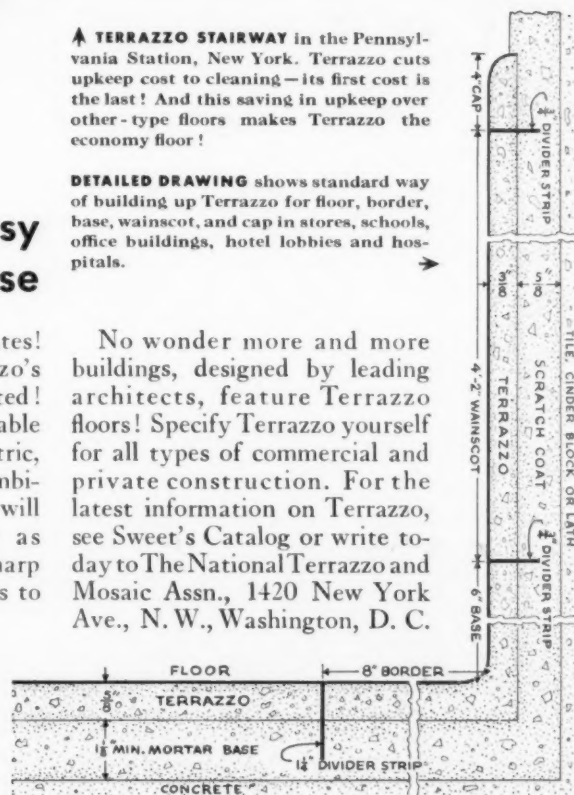 TERRAZZO STAIRWAY in the Pennsyl-
vania Station, New York. Terrazzo cuts
upkeep cost to cleaning—its first cost is
the last! And this saving in upkeep over
other-type floors makes Terrazzo the
economy floor!
DETAILED DRAWING shows standard way
of building up Terrazzo for floor, border,
base, wainscot, and cap in stores, schools,
office buildings, hotel lobbies and hos-
pitals.
sy
se
tes!
zo's
ted!
able
tric,
mbi-
will
as
harp
s to
No wonder more and more
buildings, designed by leading
architects, feature Terrazzo
floors! Specify Terrazzo yourself
for all types of commercial and
private construction. For the
latest information on Terrazzo,
see Sweet's Catalog or write to-
day to The National Terrazzo and
Mosaic Assn., 1420 New York
Ave., N. W., Washington, D. C.
4" CAP
DIVIDER STRIP
5/8"
4'-2" WAINSCOT
TERRAZZO
SCRATCH COAT
TILE, CINDER BLOCK OR LATH
DIVIDER STRIP
6" BASE
FLOOR
8" BORDER
5/8"
TERRAZZO
MIN. MORTAR BASE
1¼" DIVIDER STRIP
CONCRETE